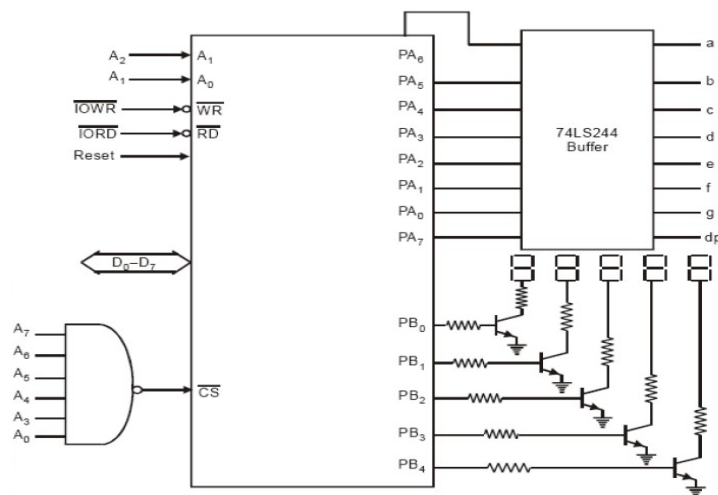 A₂
A₁
A₁
A₀
IOWR
WR
IORD
RD
Reset
D₀–D₇
A₇
A₆
A₅
A₄
A₃
A₀
CS
PA₆
PA₅
PA₄
PA₃
PA₂
PA₁
PA₀
PA₇
74LS244
Buffer
a
b
c
d
e
f
g
dp
PB₀
PB₁
PB₂
PB₃
PB₄